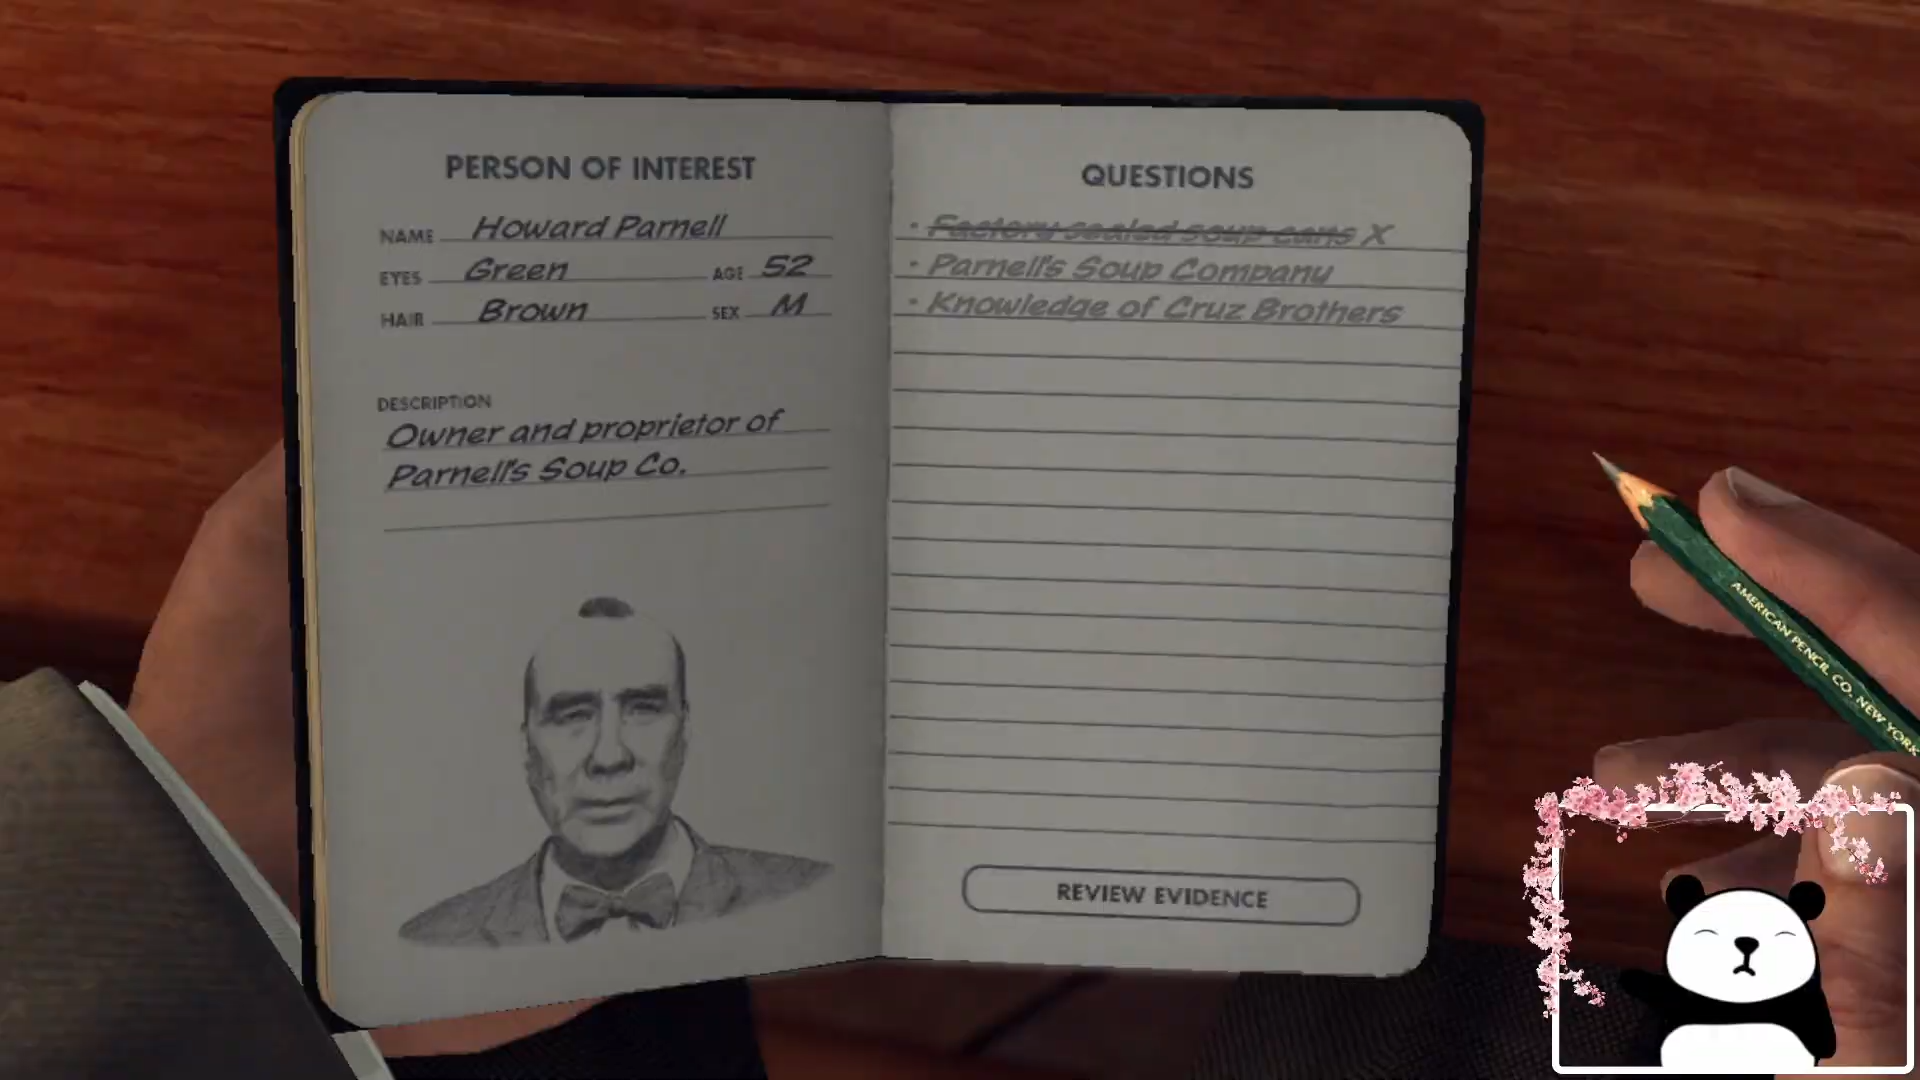 PERSON OF INTEREST
NAME Howard Parnell
EYES Green AGE 52
HAIR Brown SEX M
DESCRIPTION
Owner and proprietor of
Parnell's Soup Co.
QUESTIONS
· Factory sealed soup cans X
· Parnell's Soup Company
· Knowledge of Cruz Brothers
REVIEW EVIDENCE
AMERICAN PENCIL CO. NEW YORK